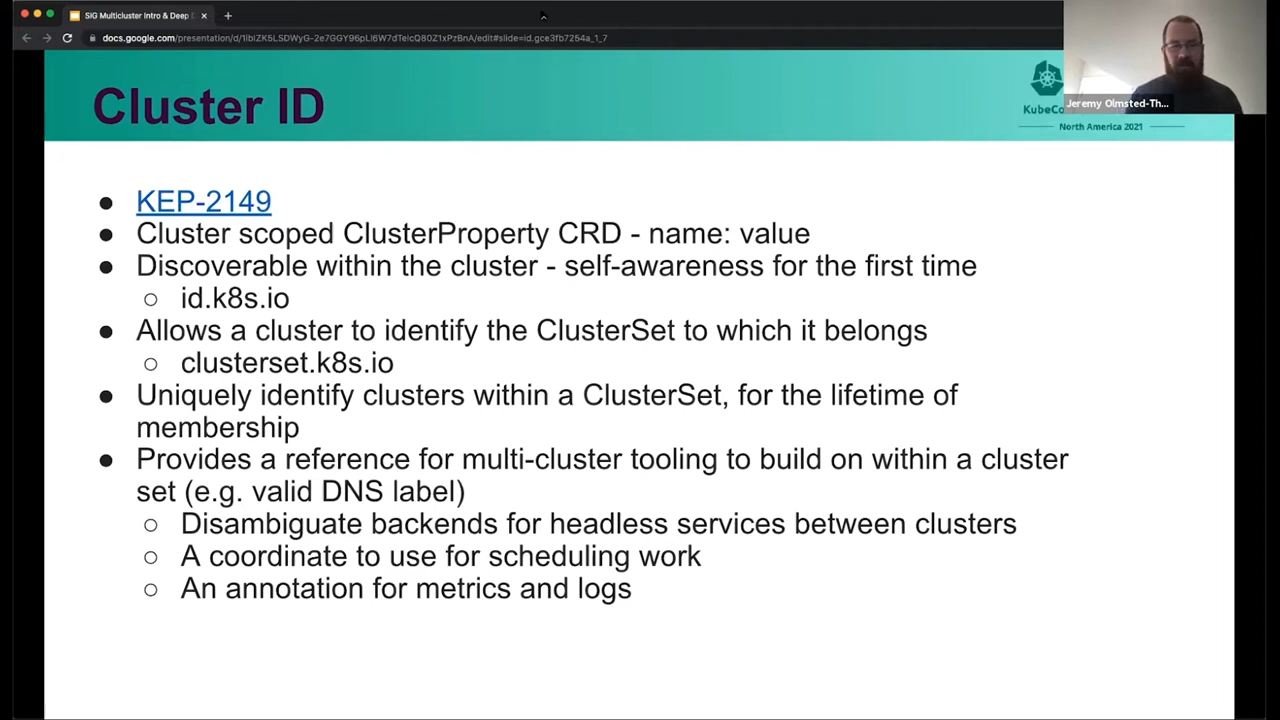 SIG Multicluster Intro & Deep
docs.google.com/presentation/d/1lbIZK5LSDWyG-2e7GGY96pLI6W7dTelcQ80Z1xPzBnA/edit#slide=id.gce3fb7254a_1_7
Cluster ID
KubeCo
North America 2021
Jeremy Olmsted-Th...
● KEP-2149
● Cluster scoped ClusterProperty CRD - name: value
● Discoverable within the cluster - self-awareness for the first time
○ id.k8s.io
● Allows a cluster to identify the ClusterSet to which it belongs
○ clusterset.k8s.io
● Uniquely identify clusters within a ClusterSet, for the lifetime of
membership
● Provides a reference for multi-cluster tooling to build on within a cluster
set (e.g. valid DNS label)
○ Disambiguate backends for headless services between clusters
○ A coordinate to use for scheduling work
○ An annotation for metrics and logs